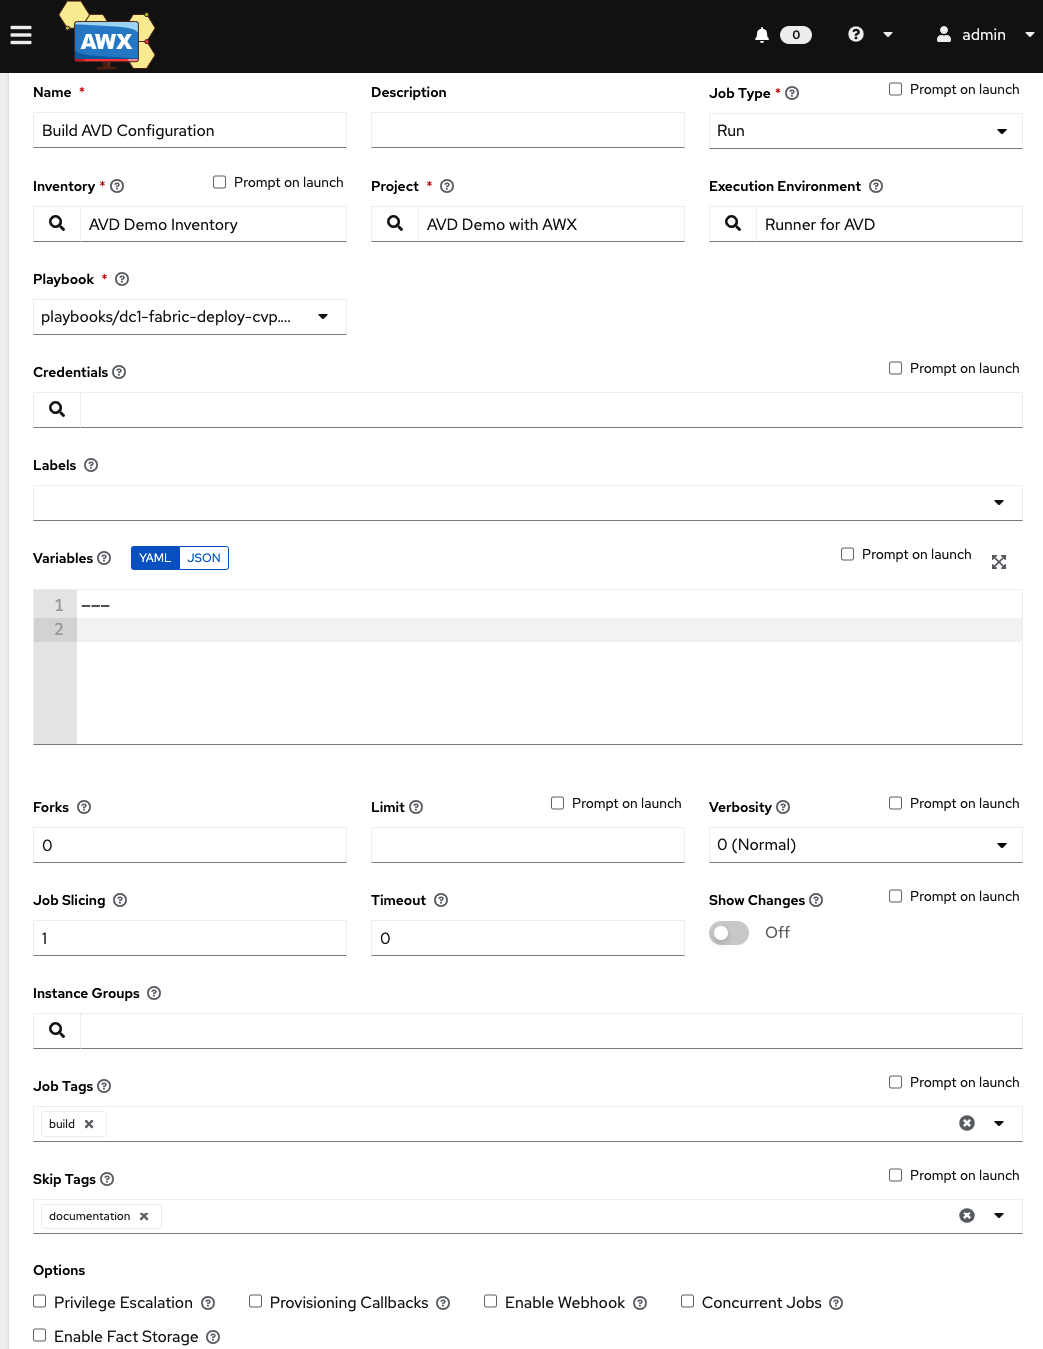 AWX
0
admin
Name *
Description
Job Type *
Prompt on launch
Build AVD Configuration
Run
Inventory *
Prompt on launch
Project *
Execution Environment
AVD Demo Inventory
AVD Demo with AWX
Runner for AVD
Playbook *
playbooks/dc1-fabric-deploy-cvp....
Credentials
Prompt on launch
Labels
Variables
YAML
JSON
Prompt on launch
1 ---
2
Forks
Limit
Prompt on launch
Verbosity
Prompt on launch
0
0 (Normal)
Job Slicing
Timeout
Show Changes
Prompt on launch
1
0
Off
Instance Groups
Job Tags
Prompt on launch
build
Skip Tags
Prompt on launch
documentation
Options
Privilege Escalation
Provisioning Callbacks
Enable Webhook
Concurrent Jobs
Enable Fact Storage